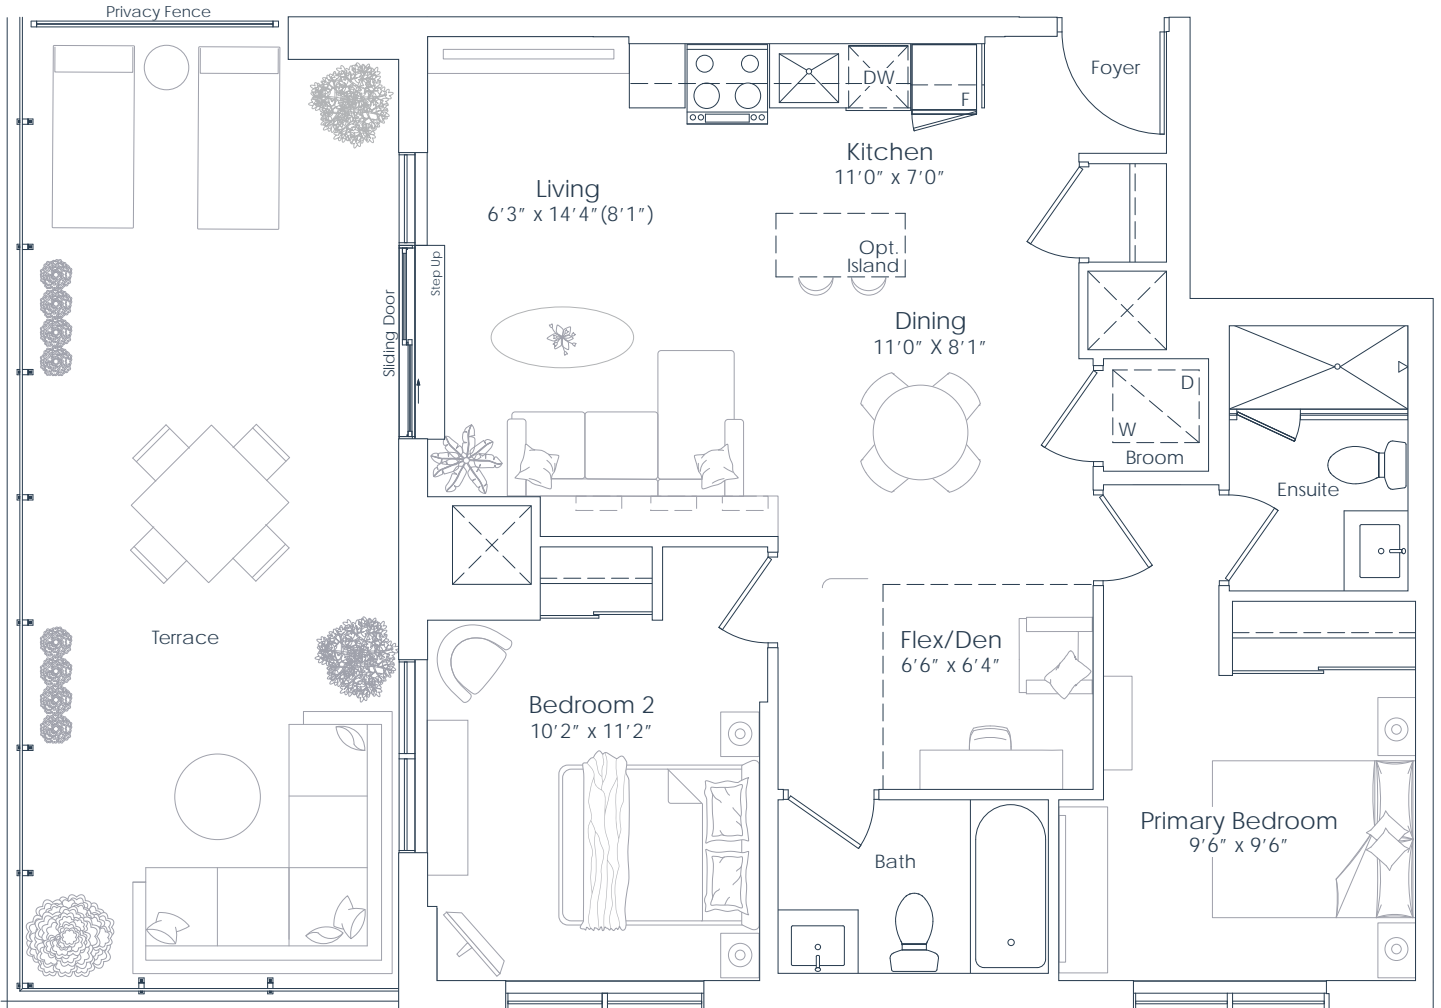 Privacy Fence
Foyer
DW
F
Kitchen
11'0" x 7'0"
Living
6'3" x 14'4"(8'1")
Opt.
Island
Step Up
Sliding Door
Dining
11'0" X 8'1"
D
W
Broom
Ensuite
Terrace
Flex/Den
6'6" x 6'4"
Bedroom 2
10'2" x 11'2"
Primary Bedroom
9'6" x 9'6"
Bath